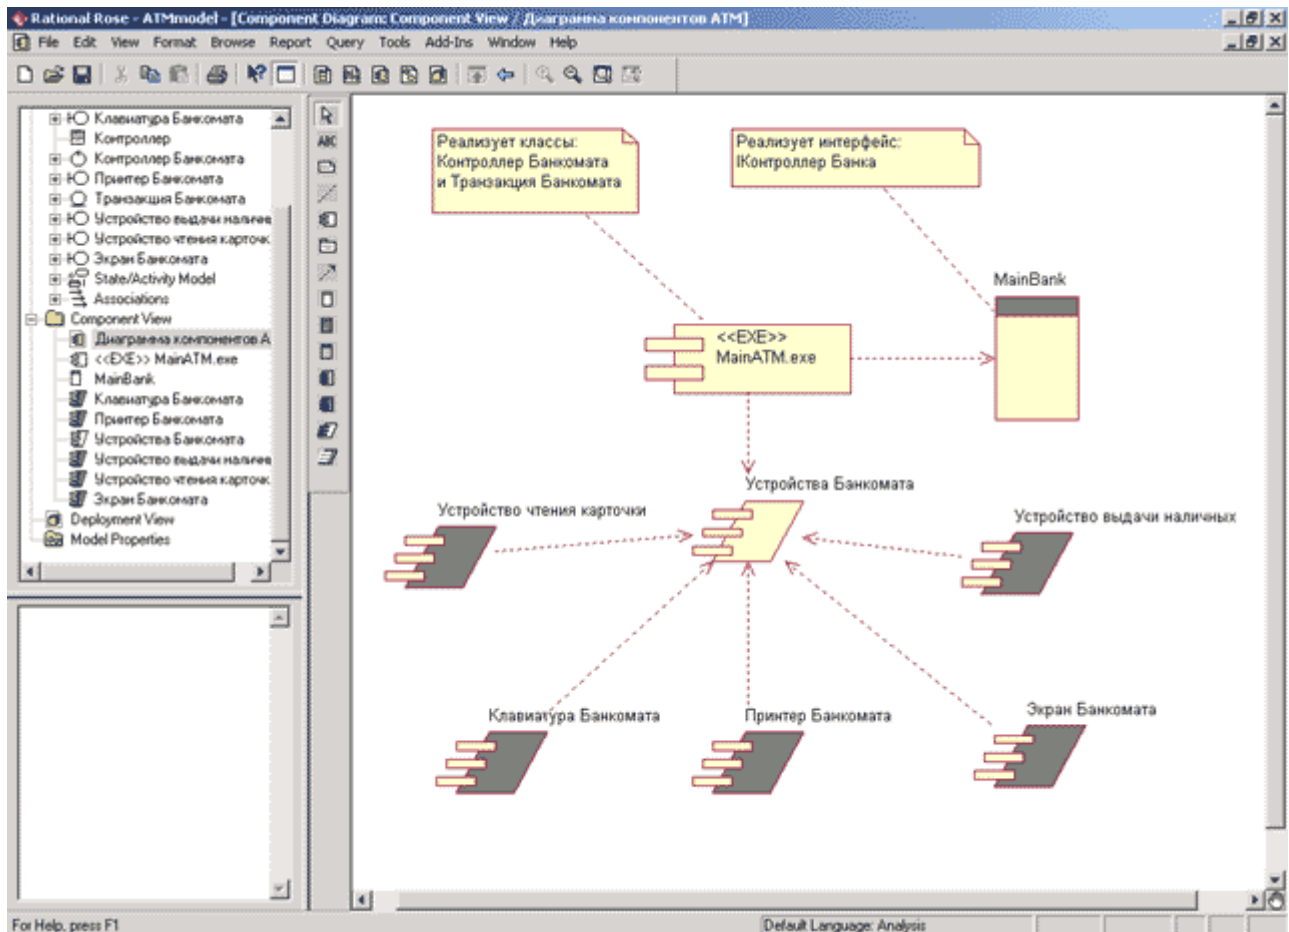 Rational Rose - ATMmodel - [Component Diagram: Component View / Диаграмма компонентов ATM]
File Edit View Format Browse Report Query Tools Add-Ins Window Help
Клавиатура Банкомата
Контроллер
Контроллер Банкомата
Принтер Банкомата
Транзакция Банкомата
Устройство выдачи наличн
Устройство чтения карточк
Экран Банкомата
State/Activity Model
Associations
Component View
Диаграмма компонентов A
<<EXE>> MainATM.exe
MainBank
Клавиатура Банкомата
Принтер Банкомата
Устройства Банкомата
Устройство выдачи наличн
Устройство чтения карточк
Экран Банкомата
Deployment View
Model Properties
ABC
Реализует классы:
Контроллер Банкомата
и Транзакция Банкомата
Реализует интерфейс:
IКонтроллер Банка
MainBank
<<EXE>>
MainATM.exe
Устройства Банкомата
Устройство чтения карточки
Устройство выдачи наличных
Клавиатура Банкомата
Принтер Банкомата
Экран Банкомата
For Help, press F1
Default Language: Analysis